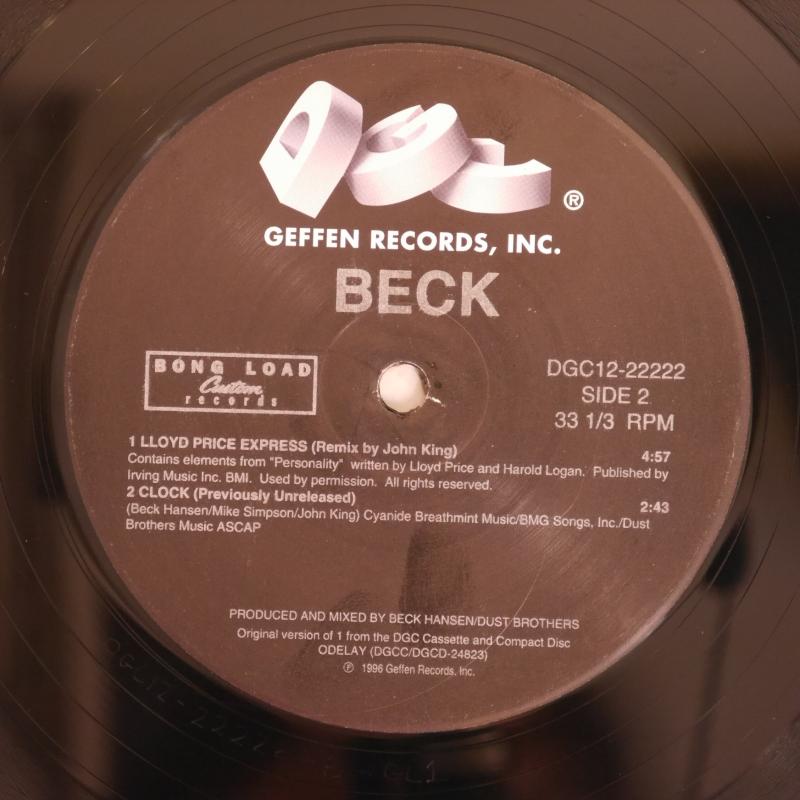 DGC®
GEFFEN RECORDS, INC.
BECK
BONG LOAD
Custom
records
DGC12-22222
SIDE 2
33 1/3 RPM
1 LLOYD PRICE EXPRESS (Remix by John King) 4:57
Contains elements from "Personality" written by Lloyd Price and Harold Logan. Published by
Irving Music Inc. BMI. Used by permission. All rights reserved.
2 CLOCK (Previously Unreleased) 2:43
(Beck Hansen/Mike Simpson/John King) Cyanide Breathmint Music/BMG Songs, Inc./Dust
Brothers Music ASCAP
PRODUCED AND MIXED BY BECK HANSEN/DUST BROTHERS
Original version of 1 from the DGC Cassette and Compact Disc
ODELAY (DGCC/DGCD-24823)
℗ 1996 Geffen Records, Inc.